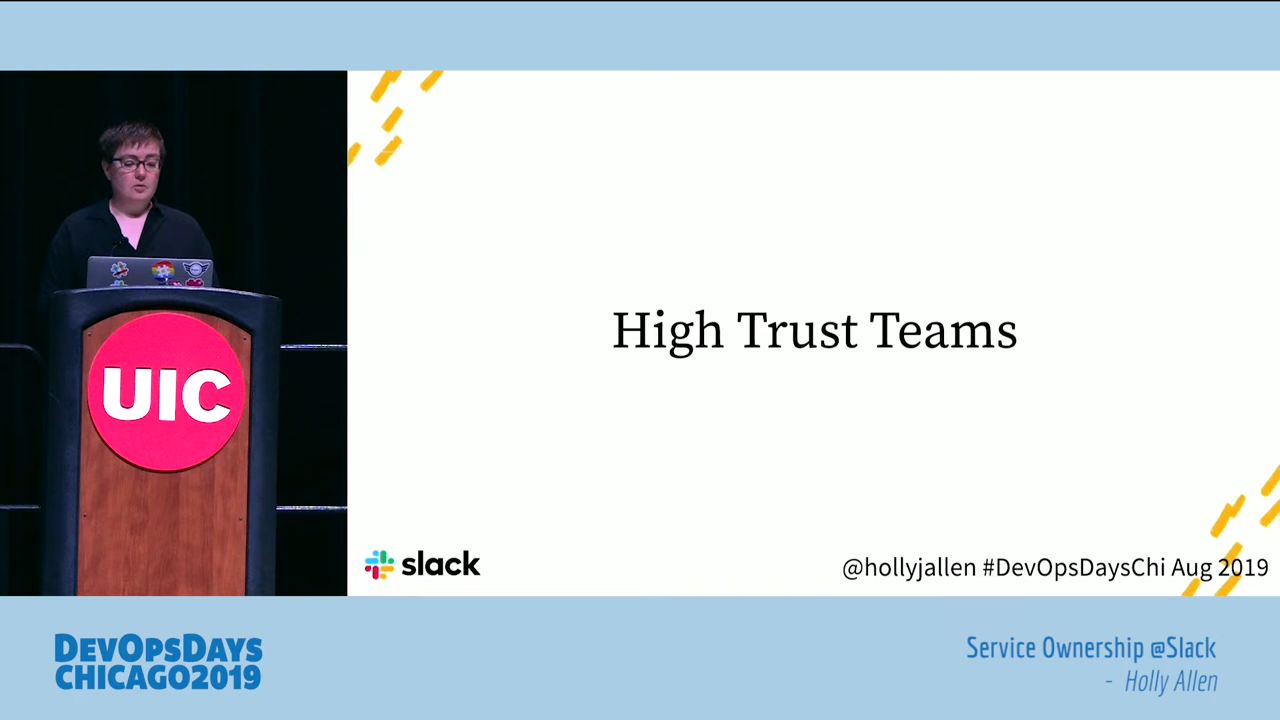 High Trust Teams
UIC
slack
@hollyjallen #DevOpsDaysChi Aug 2019
DEVOPSDAYS
CHICAGO2019
Service Ownership @Slack
- Holly Allen